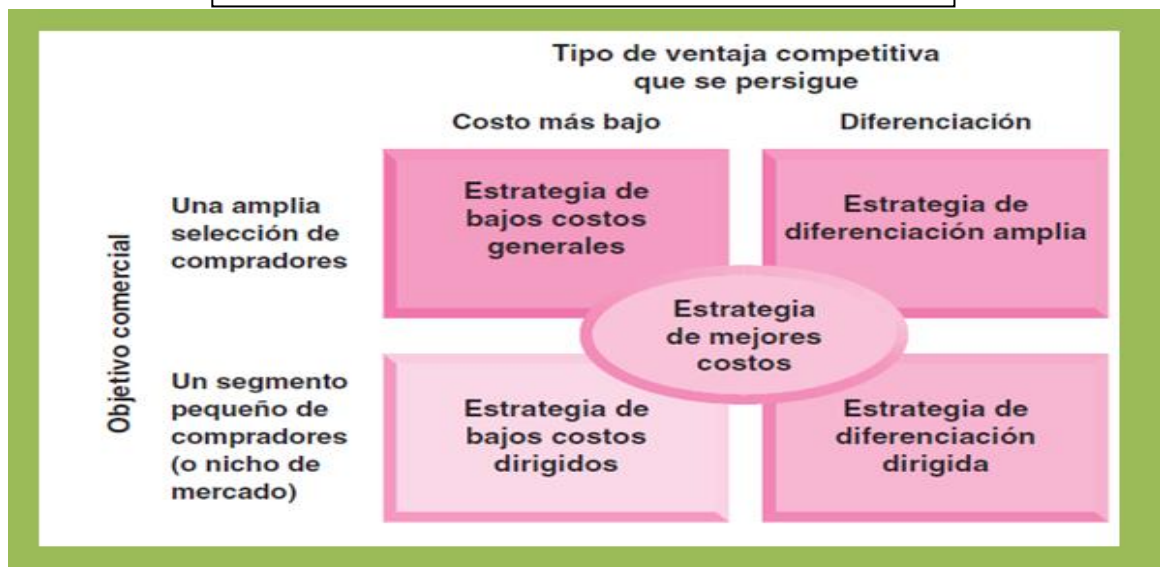 Tipo de ventaja competitiva
que se persigue
Costo más bajo
Diferenciación
Objetivo comercial
Una amplia
selección de
compradores
Estrategia de
bajos costos
generales
Estrategia de
diferenciación amplia
Estrategia
de mejores
costos
Un segmento
pequeño de
compradores
(o nicho de
mercado)
Estrategia de
bajos costos
dirigidos
Estrategia de
diferenciación
dirigida